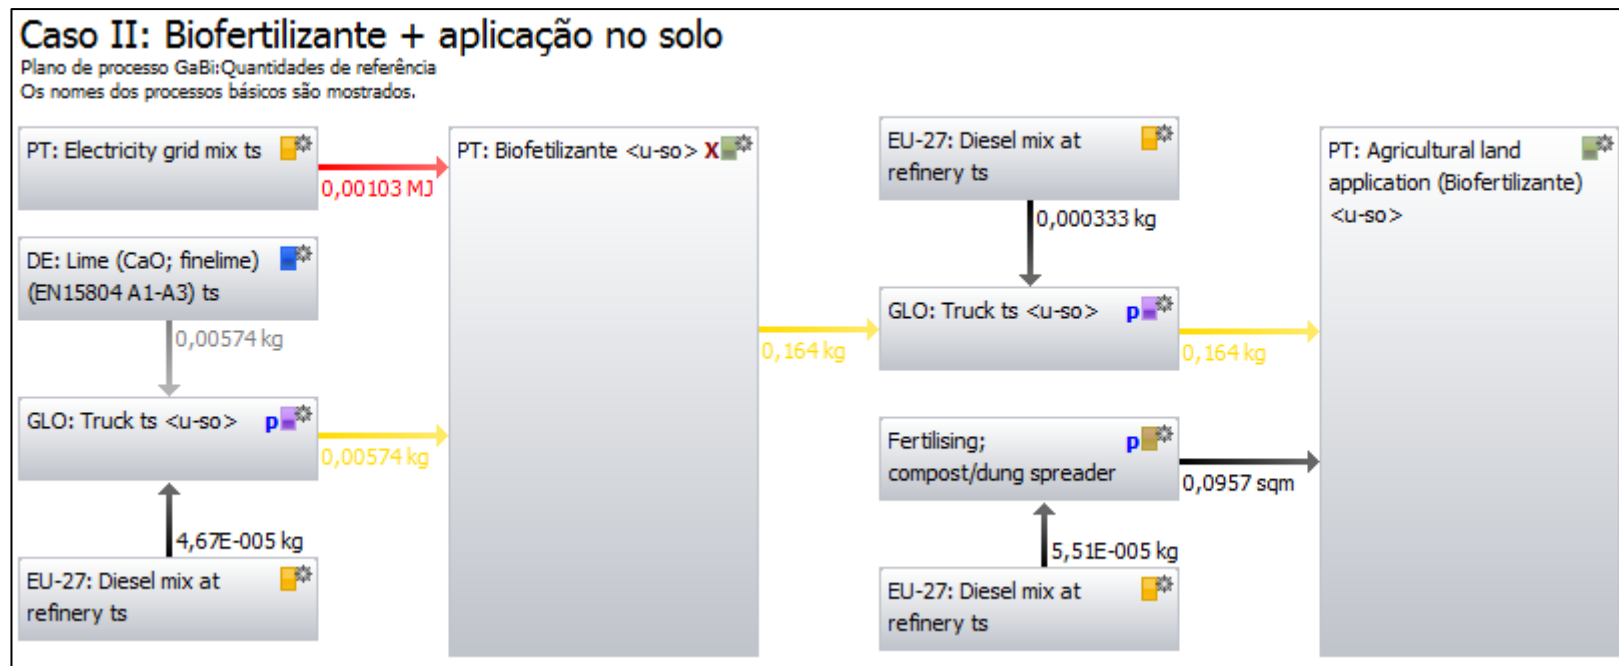 Caso II: Biofertilizante + aplicação no solo
Plano de processo GaBi:Quantidades de referência
Os nomes dos processos básicos são mostrados.
PT: Electricity grid mix ts
0,00103 MJ
DE: Lime (CaO; finelime)
(EN15804 A1-A3) ts
0,00574 kg
GLO: Truck ts <u-so> p
0,00574 kg
4,67E-005 kg
EU-27: Diesel mix at
refinery ts
PT: Biofetilizante <u-so> X
0,164 kg
EU-27: Diesel mix at
refinery ts
0,000333 kg
GLO: Truck ts <u-so> p
0,164 kg
Fertilising; p
compost/dung spreader
0,0957 sqm
5,51E-005 kg
EU-27: Diesel mix at
refinery ts
PT: Agricultural land
application (Biofertilizante)
<u-so>